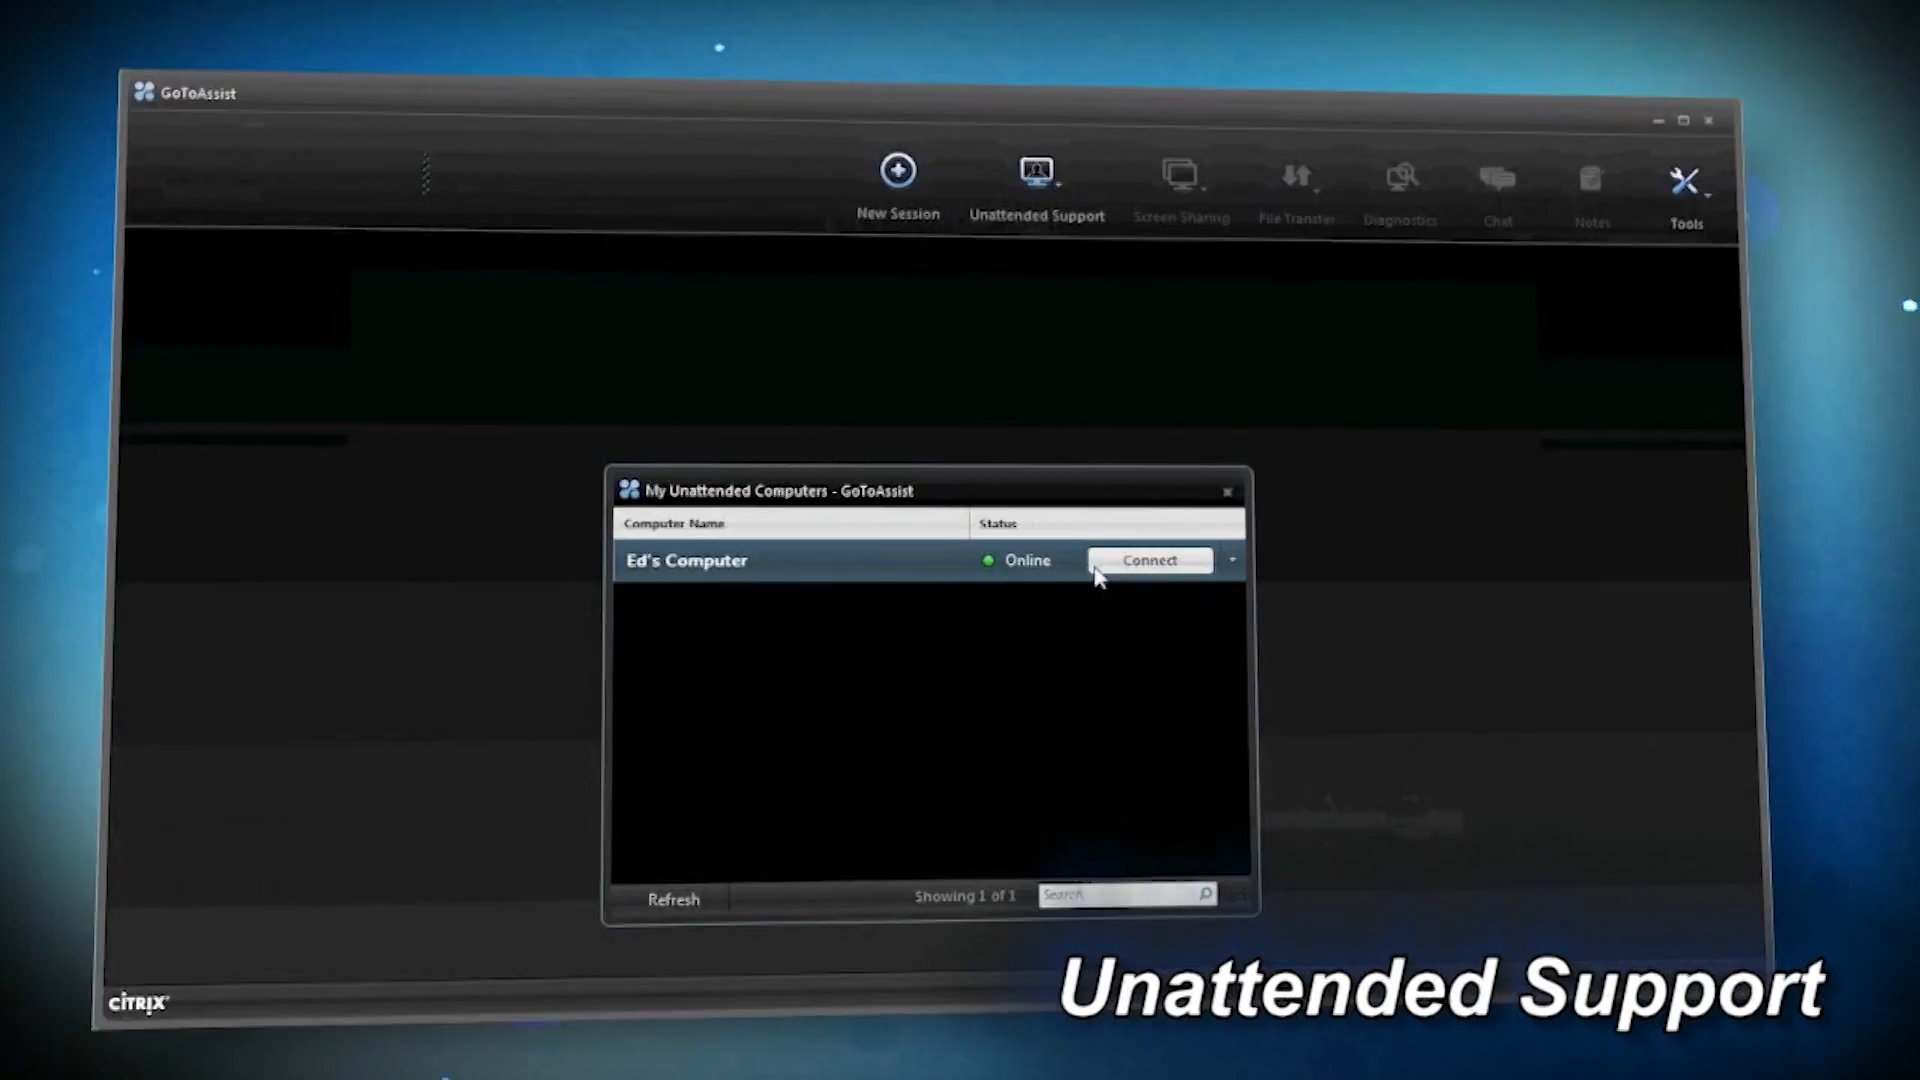 GoToAssist
New Session
Unattended Support
Screen Sharing
File Transfer
Diagnostics
Chat
Notes
Tools
My Unattended Computers - GoToAssist
Computer Name
Status
Ed's Computer
Online
Connect
Refresh
Showing 1 of 1
Search
CITRIX
Unattended Support